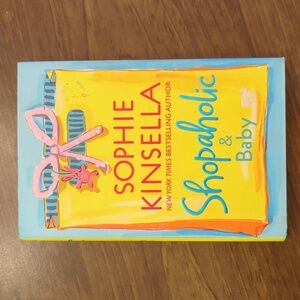 SOPHIE
KINSELLA
NEW YORK TIMES BESTSELLING AUTHOR
Shopaholic
&
Baby